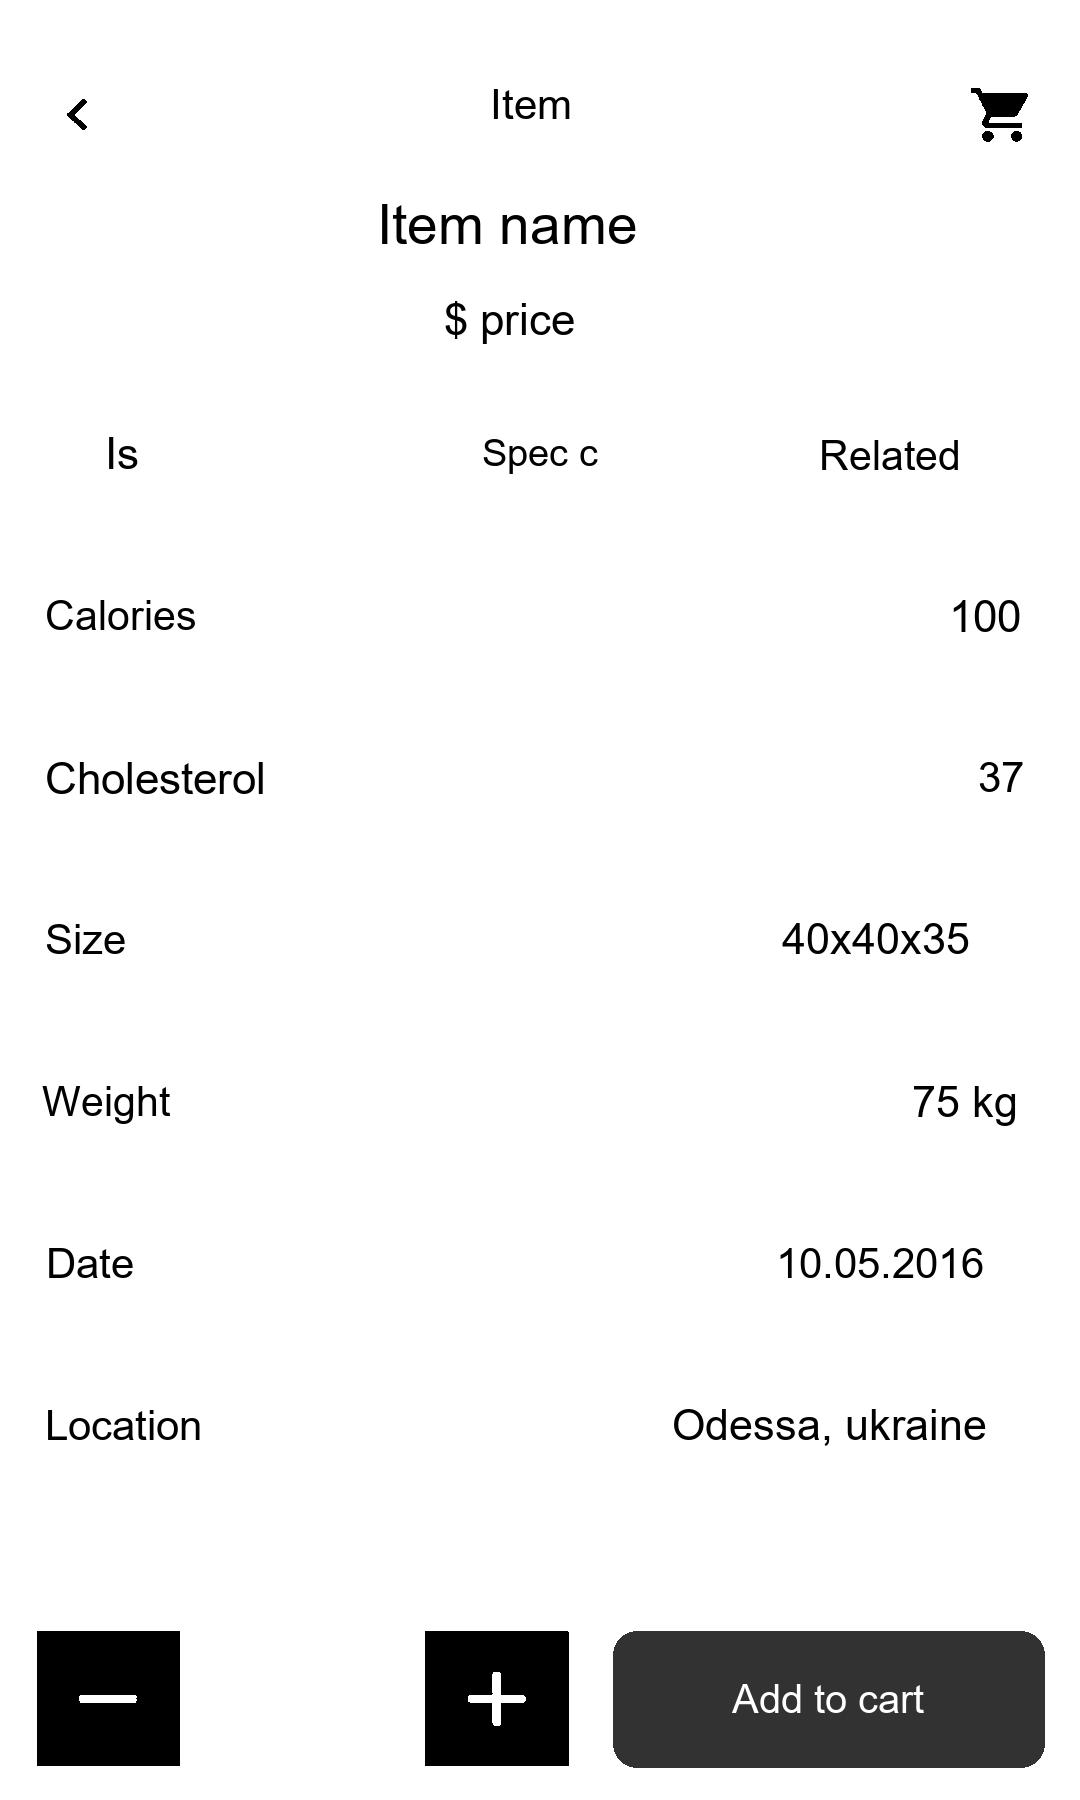 Item
Item name
$ price
Is Spec c Related
Calories 100
Cholesterol 37
Size 40x40x35
Weight 75 kg
Date 10.05.2016
Location Odessa, ukraine
Add to cart